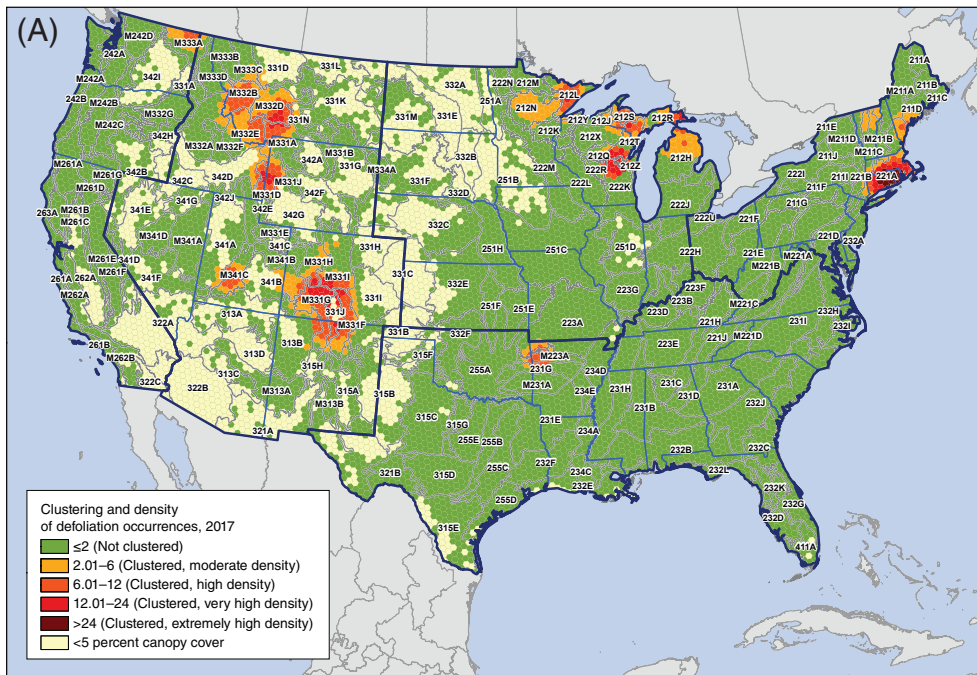 (A)
M242D
M333A
242A
M333B
M333C
331D
331L
M333D
342I
331A
M332B
331K
M242A
M332D
242B
M242B
M332G
331N
M242C
342H
M332E
M331A
M332A
M332F
M331B
342A
331G
M334A
M261A
M261G
342B
342C
342D
M331J
M331D
342F
M261D
342J
342E
342G
263A
341E
341G
M331E
M261B
M261C
M341D
M341A
341A
341C
M331H
331H
M341B
M331I
M261E
341D
M261F
341F
M341C
341B
M331G
331C
331J
331I
261A
262A
M262A
M331F
331B
322A
313A
313B
315H
261B
M262B
322C
313D
313C
322B
M313A
315A
M313B
315B
321A
332A
222N
212M
251A
212N
212L
331M
331E
212K
212Y
212J
212S
212R
212X
212T
212Q
212Z
222R
222K
212H
332B
251B
222M
222L
331F
332D
332C
222J
222U
332E
251H
251C
251D
222H
251F
251E
223G
223A
332F
315F
255A
M223A
231G
M231A
234D
234E
315C
315G
255E
255B
231E
234A
321B
315D
255C
232F
234C
232E
255D
315E
211A
M211A
211B
211C
211D
211E
M211D
M211B
M211C
211J
211I
221B
221A
222I
211F
211G
221F
221D
232A
221E
M221A
M221B
223F
223B
223D
M221C
221H
232H
231I
232I
223E
221J
M221D
231H
231C
231D
231A
231B
232J
232B
232C
232L
232K
232G
232D
411A
Clustering and density
of defoliation occurrences, 2017
≤2 (Not clustered)
2.01–6 (Clustered, moderate density)
6.01–12 (Clustered, high density)
12.01–24 (Clustered, very high density)
>24 (Clustered, extremely high density)
<5 percent canopy cover